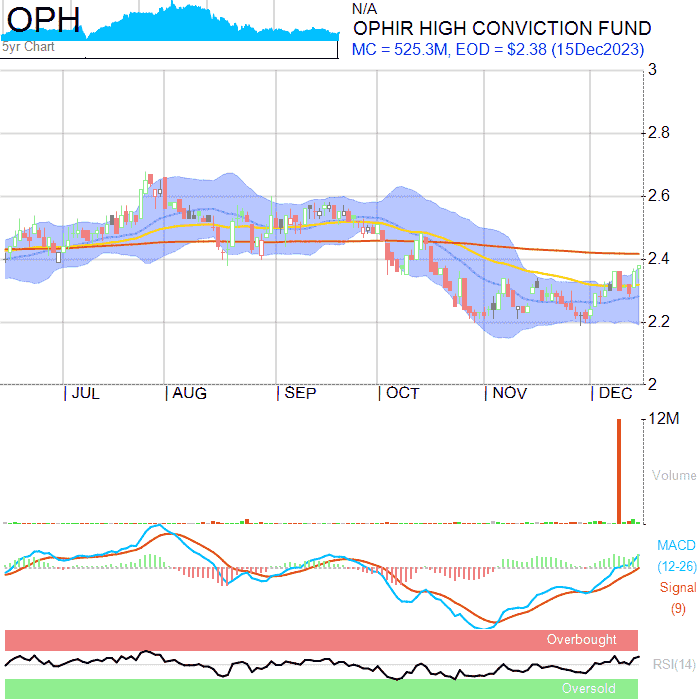 OPH
5yr Chart
N/A
OPHIR HIGH CONVICTION FUND
MC = 525.3M, EOD = $2.38 (15Dec2023)
3
2.8
2.6
2.4
2.2
2
JUL AUG SEP OCT NOV DEC
12M
Volume
MACD
(12-26)
Signal
(9)
Overbought
RSI(14)
Oversold